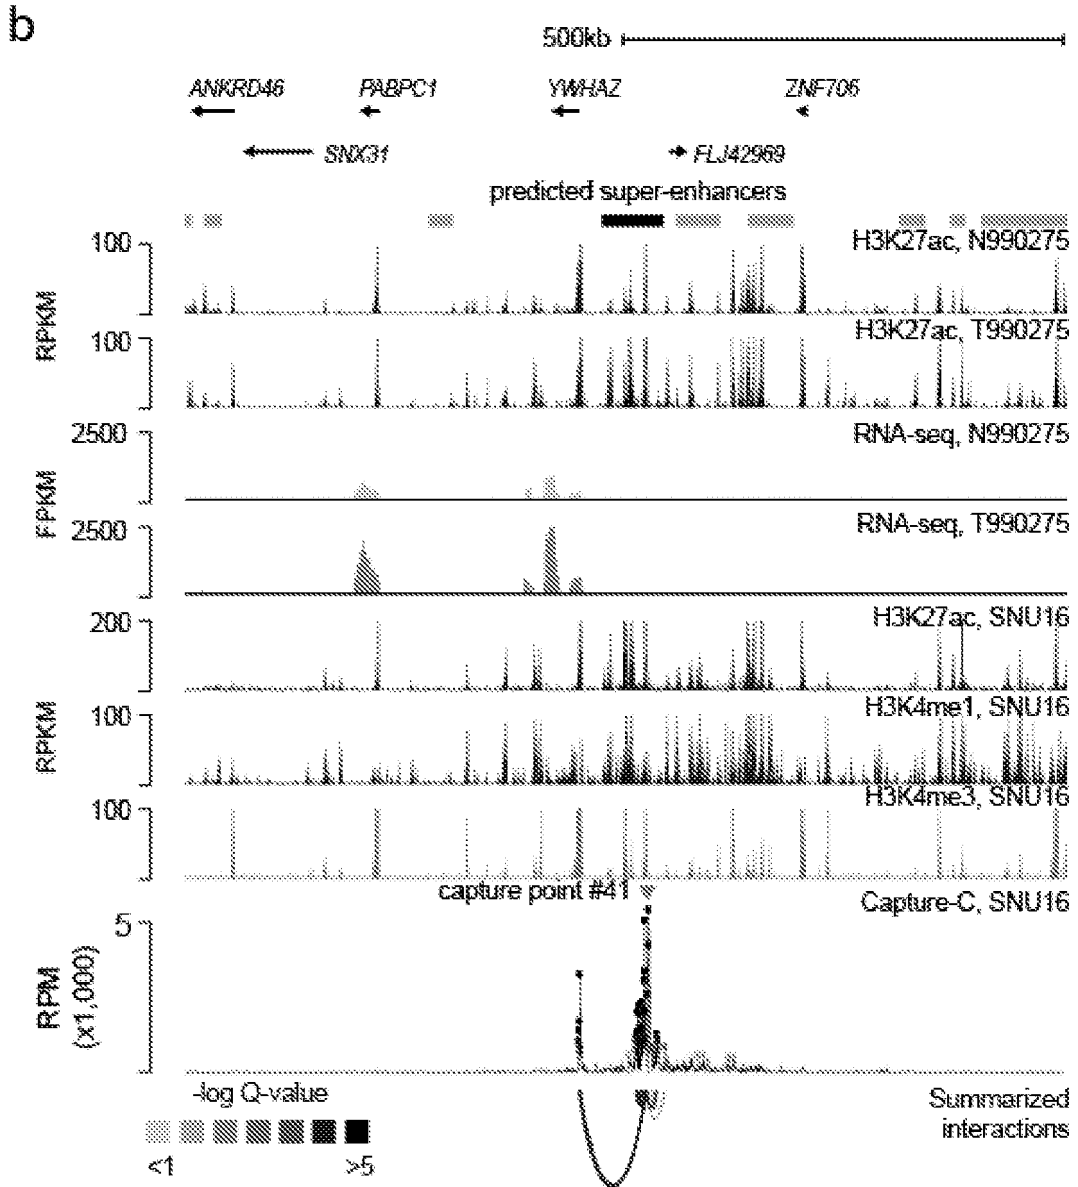 b
500kb
ANKRD46 PABPC1 YWHAZ ZNF706
SNX31 FLJ42969
predicted super-enhancers
100 H3K27ac, N990275
RPKM
100 H3K27ac, T990275
2500 RNA-seq, N990275
FPKM
2500 RNA-seq, T990275
200 H3K27ac, SNU16
RPKM
100 H3K4me1, SNU16
100 H3K4me3, SNU16
capture point #41
Capture-C, SNU16
5
RPM
(x1,000)
-log Q-value
<1 >5
Summarized
interactions